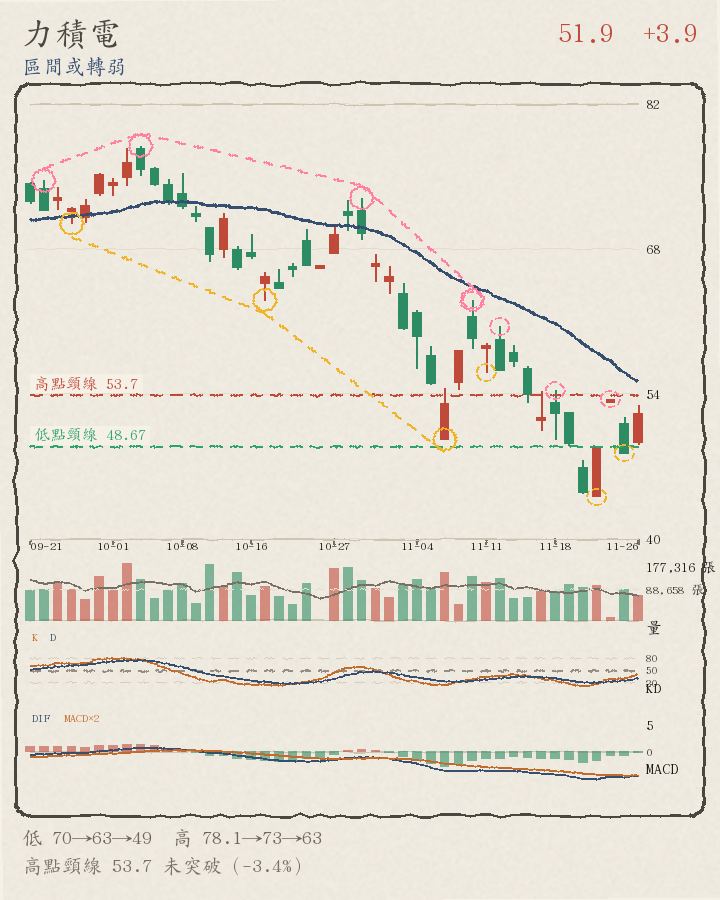 力積電
51.9 +3.9
區間或轉弱
82
68
高點頸線 53.7
54
低點頸線 48.67
40
09-21 10-01 10-08 10-16 10-27 11-04 11-11 11-18 11-26
177,316 張
88,658 張
量
K D
80
50
20
KD
DIF MACD×2
5
0
MACD
低 70→63→49 高 78.1→73→63
高點頸線 53.7 未突破 (-3.4%)